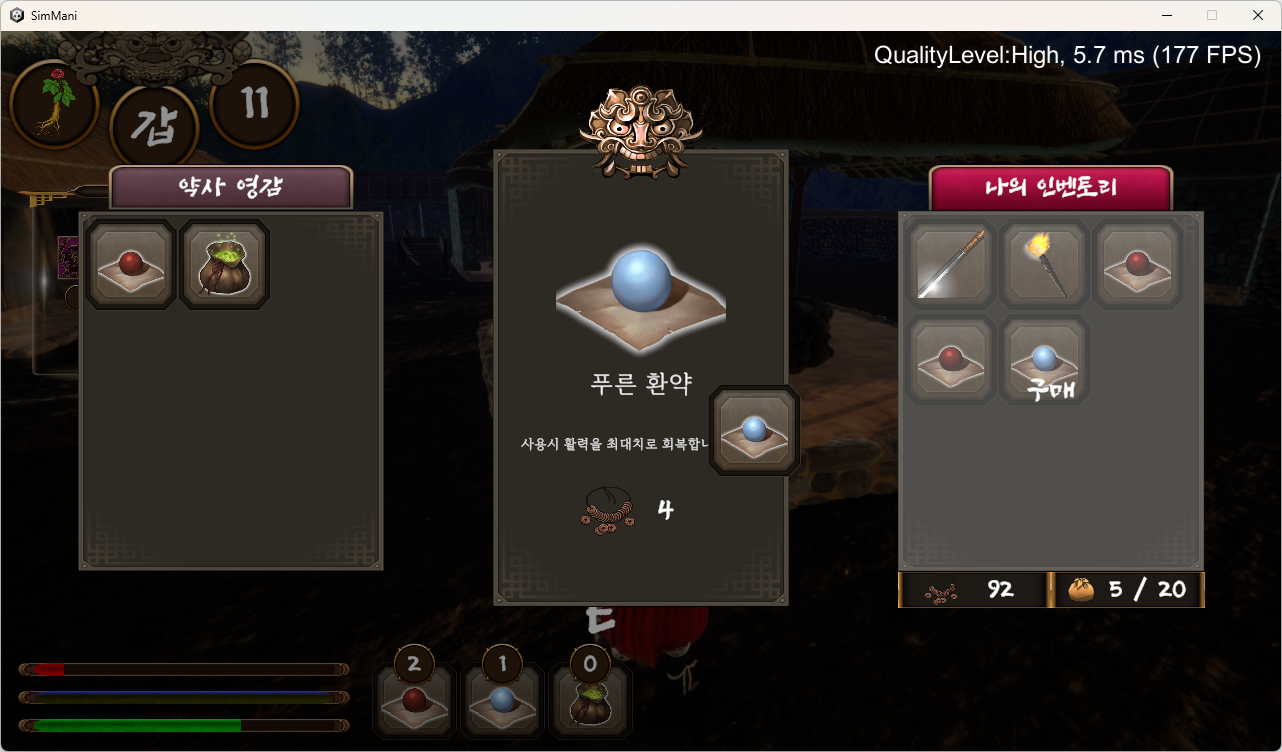 SimMani
QualityLevel:High, 5.7 ms (177 FPS)
갑
11
약사 영감
나의 인벤토리
푸른 환약
사용시 활력을 최대치로 회복합니
4
구매
92
5 / 20
2
1
0